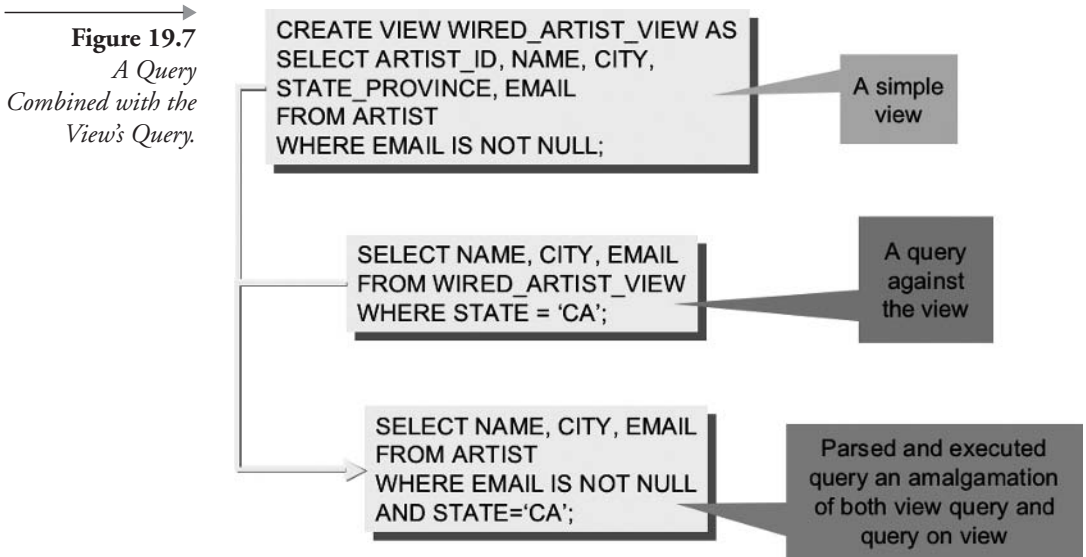 Figure 19.7
A Query
Combined with the
View's Query.
CREATE VIEW WIRED_ARTIST_VIEW AS
SELECT ARTIST_ID, NAME, CITY,
STATE_PROVINCE, EMAIL
FROM ARTIST
WHERE EMAIL IS NOT NULL;
A simple
view
SELECT NAME, CITY, EMAIL
FROM WIRED_ARTIST_VIEW
WHERE STATE = ‘CA’;
A query
against
the view
SELECT NAME, CITY, EMAIL
FROM ARTIST
WHERE EMAIL IS NOT NULL
AND STATE=‘CA’;
Parsed and executed
query an amalgamation
of both view query and
query on view